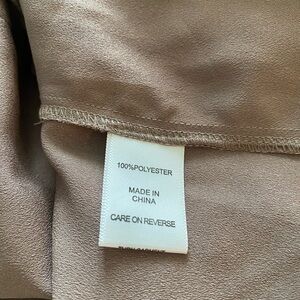 100%POLYESTER
MADE IN
CHINA
CARE ON REVERSE